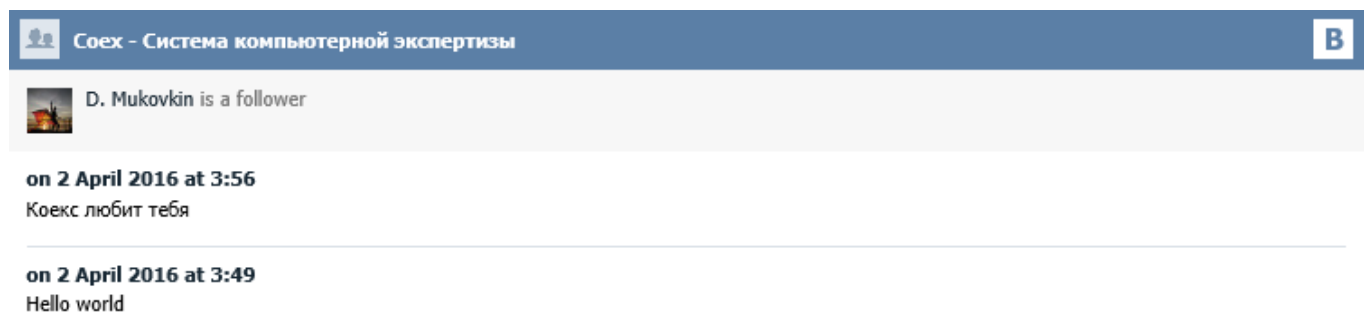 Coex - Система компьютерной экспертизы
B
D. Mukovkin is a follower
on 2 April 2016 at 3:56
Коекс любит тебя
on 2 April 2016 at 3:49
Hello world